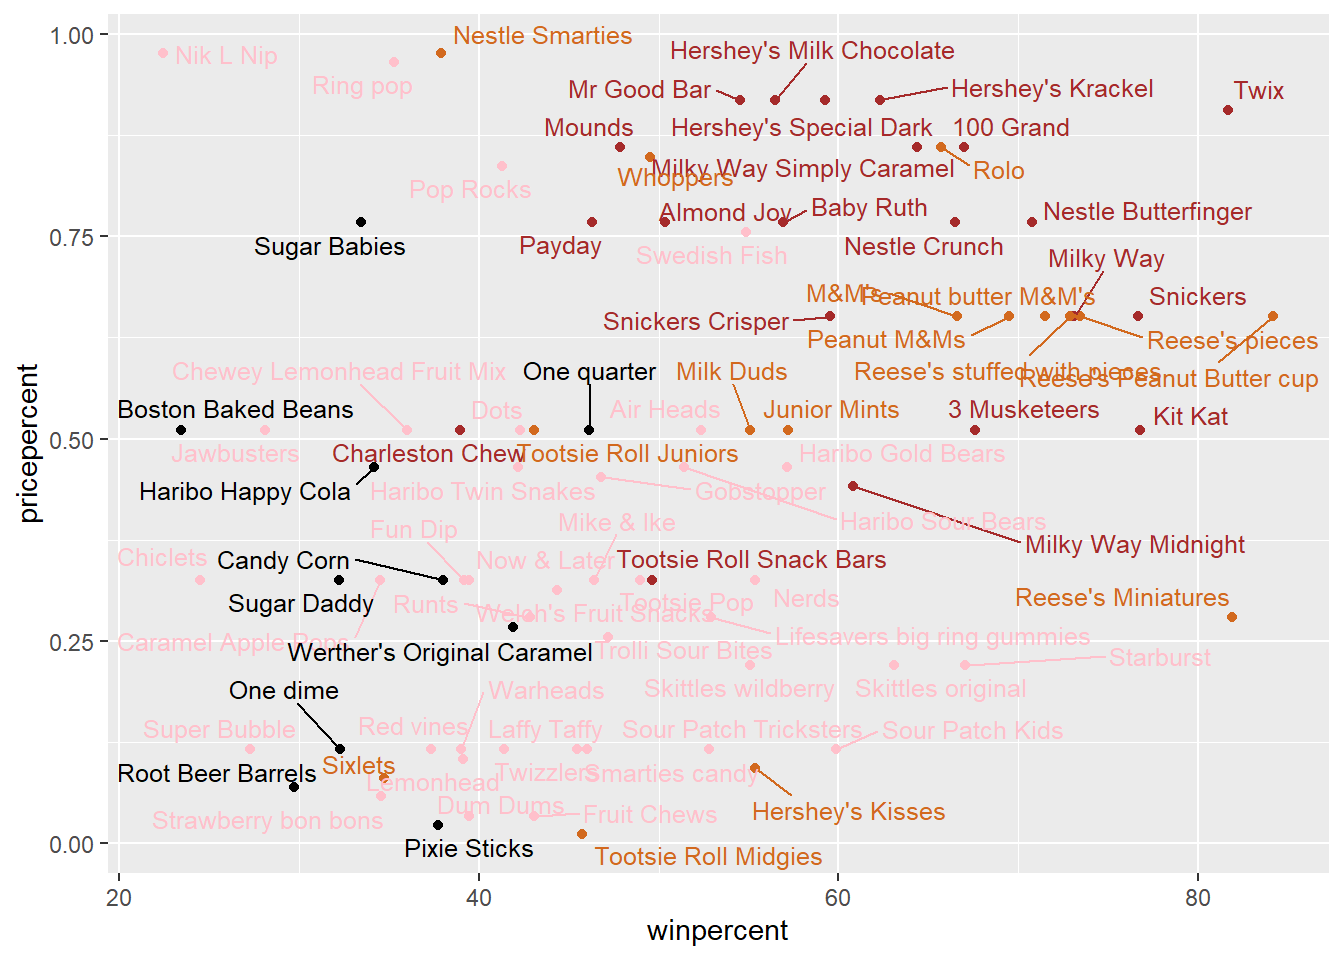 1.00
Nestle Smarties
Hershey's Milk Chocolate
Nik L Nip
Ring pop
Mr Good Bar
Hershey's Krackel
Twix
Mounds
Hershey's Special Dark
100 Grand
Whoppers
Milky Way Simply Caramel
Rolo
Pop Rocks
Almond Joy
Baby Ruth
Nestle Butterfinger
0.75
Sugar Babies
Payday
Swedish Fish
Nestle Crunch
Milky Way
M&M's
Peanut butter M&M's
Snickers
Snickers Crisper
Peanut M&Ms
Reese's pieces
Chewey Lemonhead Fruit Mix
One quarter
Milk Duds
Reese's stuffed with pieces
Reese's Peanut Butter cup
Boston Baked Beans
Dots
Air Heads
Junior Mints
3 Musketeers
Kit Kat
0.50
Jawbusters
Charleston Chew
Tootsie Roll Juniors
Haribo Gold Bears
Haribo Happy Cola
Haribo Twin Snakes
Gobstopper
Fun Dip
Mike & Ike
Haribo Sour Bears
Milky Way Midnight
Chiclets
Candy Corn
Now & Later
Tootsie Roll Snack Bars
Sugar Daddy
Runts
Welch's Fruit Snacks
Tootsie Pop
Nerds
Reese's Miniatures
0.25
Caramel Apple Pops
Werther's Original Caramel
Trolli Sour Bites
Lifesavers big ring gummies
Starburst
One dime
Warheads
Skittles wildberry
Skittles original
Super Bubble
Red vines
Laffy Taffy
Sour Patch Tricksters
Sour Patch Kids
Root Beer Barrels
Sixlets
Lemonhead
Twizzlers
Smarties candy
Strawberry bon bons
Dum Dums
Fruit Chews
Hershey's Kisses
0.00
Pixie Sticks
Tootsie Roll Midgies
20
40
60
80
winpercent
pricepercent